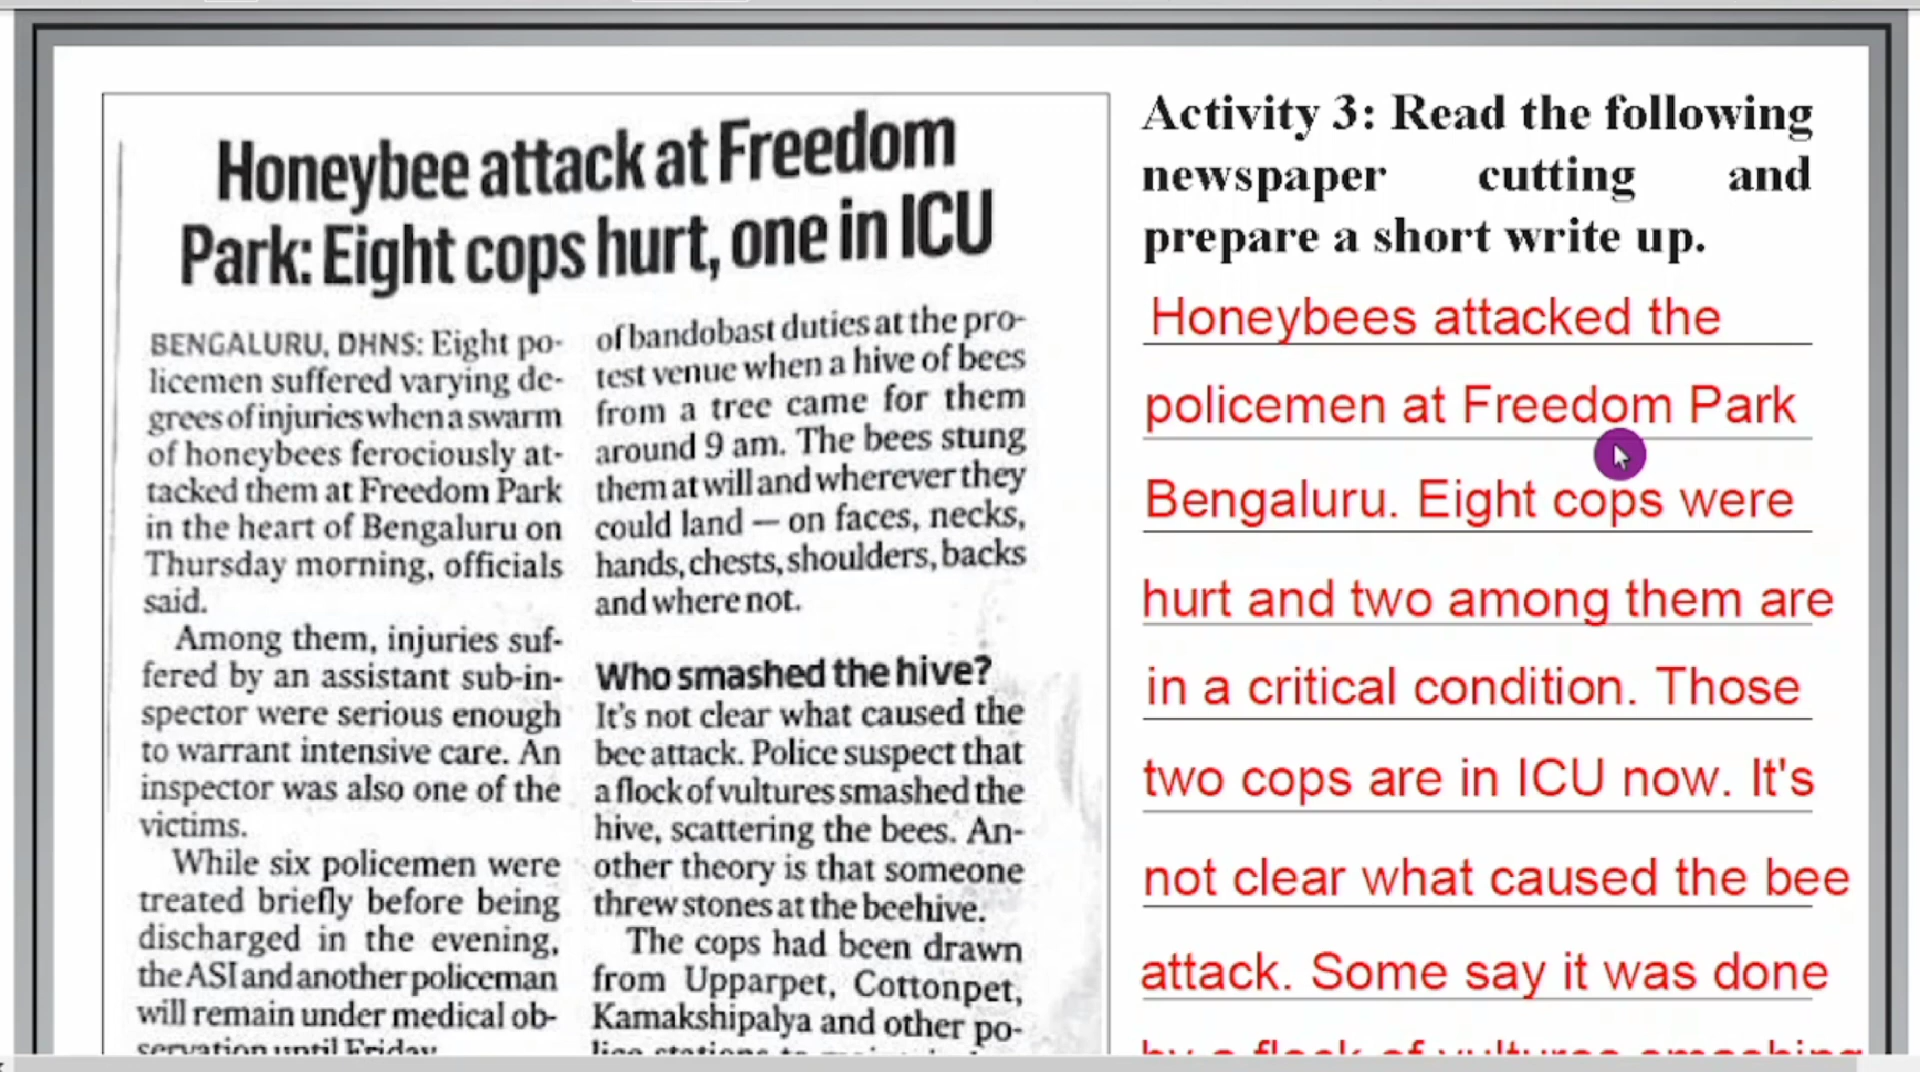 Honeybee attack at Freedom
Park: Eight cops hurt, one in ICU
BENGALURU, DHNS: Eight po-
licemen suffered varying de-
grees of injuries when a swarm
of honeybees ferociously at-
tacked them at Freedom Park
in the heart of Bengaluru on
Thursday morning, officials
said.
Among them, injuries suf-
fered by an assistant sub-in-
spector were serious enough
to warrant intensive care. An
inspector was also one of the
victims.
While six policemen were
treated briefly before being
discharged in the evening,
the ASI and another policeman
will remain under medical ob-
servation until Friday.
of bandobast duties at the pro-
test venue when a hive of bees
from a tree came for them
around 9 am. The bees stung
them at will and wherever they
could land — on faces, necks,
hands, chests, shoulders, backs
and where not.
Who smashed the hive?
It's not clear what caused the
bee attack. Police suspect that
a flock of vultures smashed the
hive, scattering the bees. An-
other theory is that someone
threw stones at the beehive.
The cops had been drawn
from Upparpet, Cottonpet,
Kamakshipalya and other po-
lice stations to
Activity 3: Read the following
newspaper cutting and
prepare a short write up.
Honeybees attacked the
policemen at Freedom Park
Bengaluru. Eight cops were
hurt and two among them are
in a critical condition. Those
two cops are in ICU now. It's
not clear what caused the bee
attack. Some say it was done
by a flock of vultures smashing